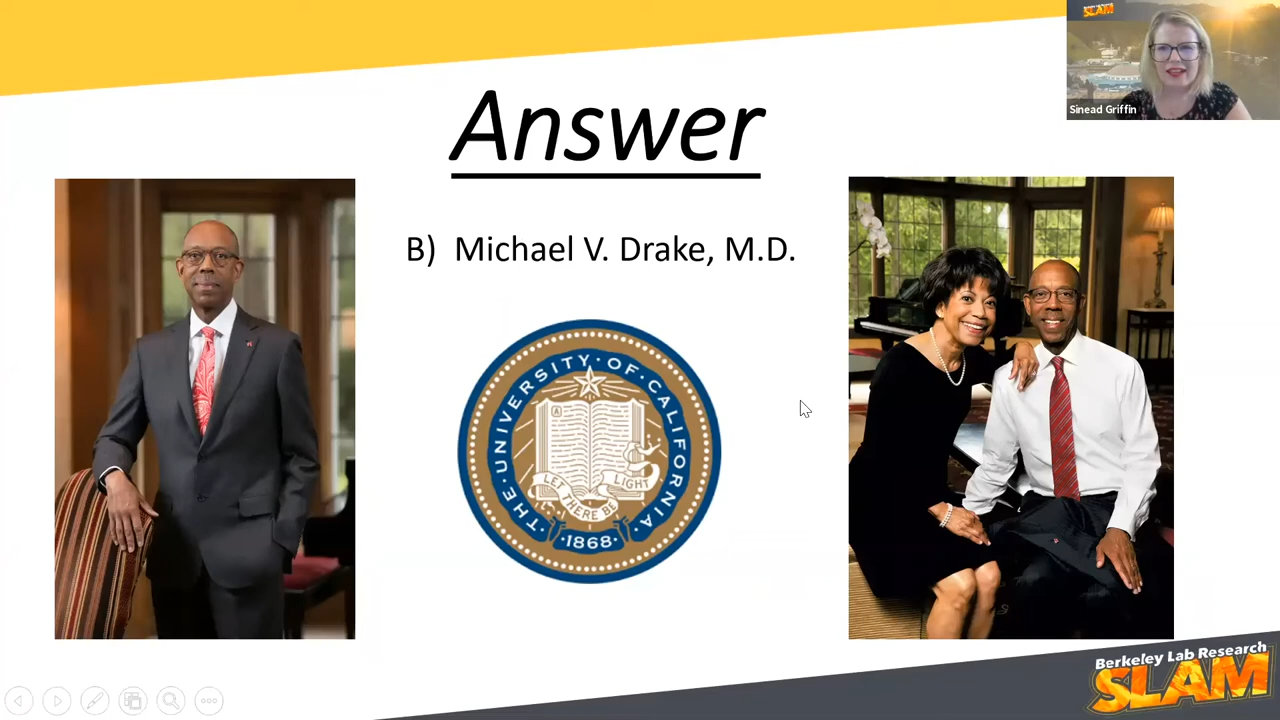 SLAM
Sinead Griffin
Answer
B) Michael V. Drake, M.D.
THE · UNIVERSITY · OF · CALIFORNIA ·
A
LET THERE BE LIGHT
·1868·
Berkeley Lab Research
SLAM